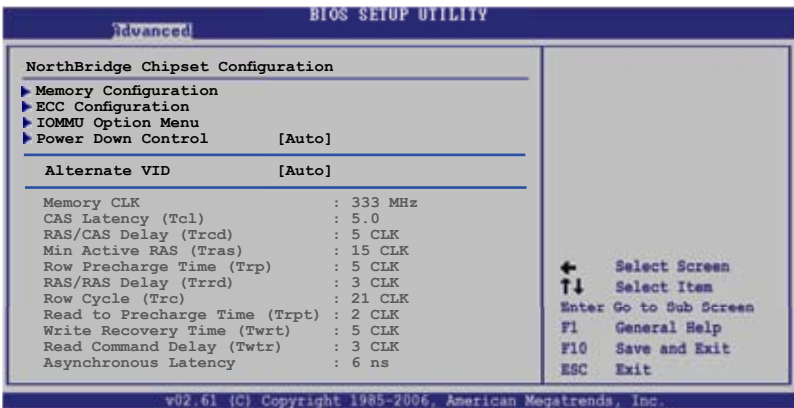 BIOS SETUP UTILITY
Advanced
NorthBridge Chipset Configuration
Memory Configuration
ECC Configuration
IOMMU Option Menu
Power Down Control [Auto]
Alternate VID [Auto]
Memory CLK : 333 MHz
CAS Latency (Tcl) : 5.0
RAS/CAS Delay (Trcd) : 5 CLK
Min Active RAS (Tras) : 15 CLK
Row Precharge Time (Trp) : 5 CLK
RAS/RAS Delay (Trrd) : 3 CLK
Row Cycle (Trc) : 21 CLK
Read to Precharge Time (Trpt) : 2 CLK
Write Recovery Time (Twrt) : 5 CLK
Read Command Delay (Twtr) : 3 CLK
Asynchronous Latency : 6 ns
← Select Screen
↑↓ Select Item
Enter Go to Sub Screen
F1 General Help
F10 Save and Exit
ESC Exit
v02.61 (C) Copyright 1985-2006, American Megatrends, Inc.